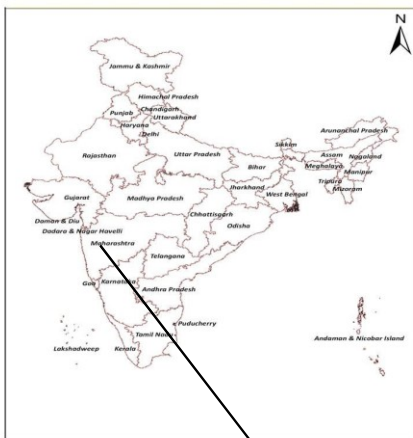 N
Jammu & Kashmir
Himachal Pradesh
Punjab
Chandigarh
Uttarakhand
Haryana
Delhi
Rajasthan
Uttar Pradesh
Sikkim
Arunanchal Pradesh
Assam
Nagaland
Bihar
Meghalaya
Manipur
Gujarat
Madhya Pradesh
Jharkhand
West Bengal
Tripura
Mizoram
Daman & Diu
Chhattisgarh
Dadara & Nagar Havelli
Odisha
Maharashtra
Telangana
Goa
Karnataka
Andhra Pradesh
Puducherry
Tamil Nadu
Andaman & Nicobar Island
Lakshadweep
Kerala